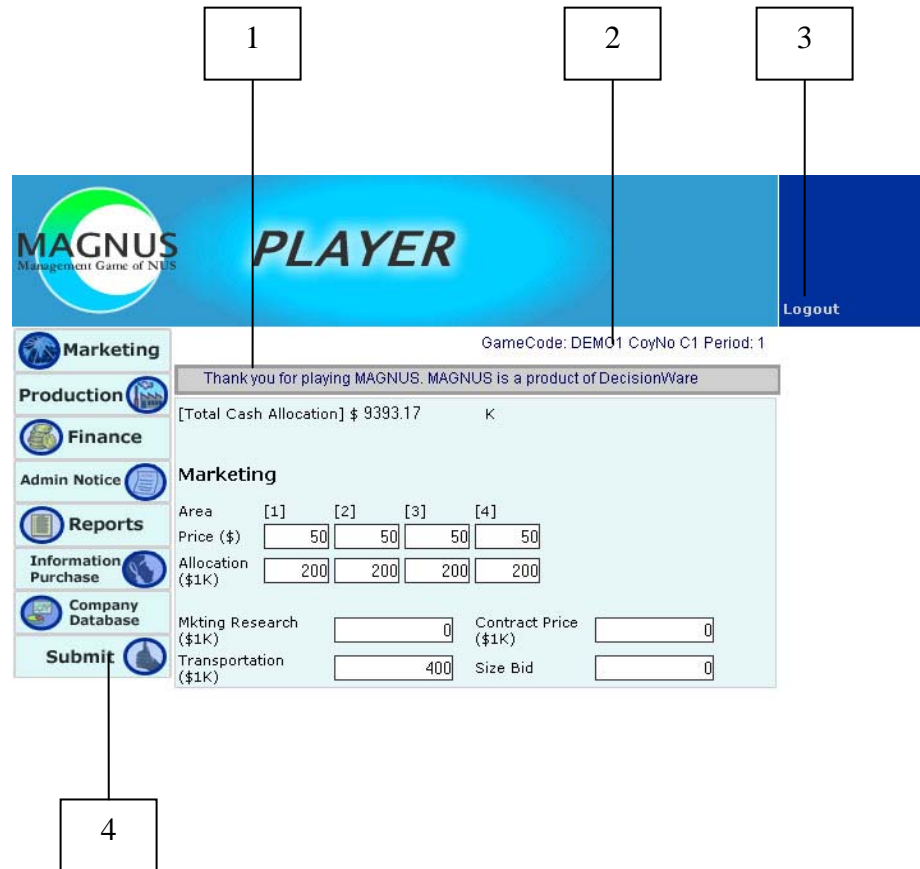 1 2 3
MAGNUS
Management Game of NUS
PLAYER
Logout
GameCode: DEMO1 CoyNo C1 Period: 1
Thank you for playing MAGNUS. MAGNUS is a product of DecisionWare
Marketing
Production
Finance
Admin Notice
Reports
Information
Purchase
Company
Database
Submit
[Total Cash Allocation] $ 9393.17 K
Marketing
Area [1] [2] [3] [4]
Price ($) 50 50 50 50
Allocation
($1K) 200 200 200 200
Mkting Research
($1K) 0
Contract Price
($1K) 0
Transportation
($1K) 400
Size Bid 0
4